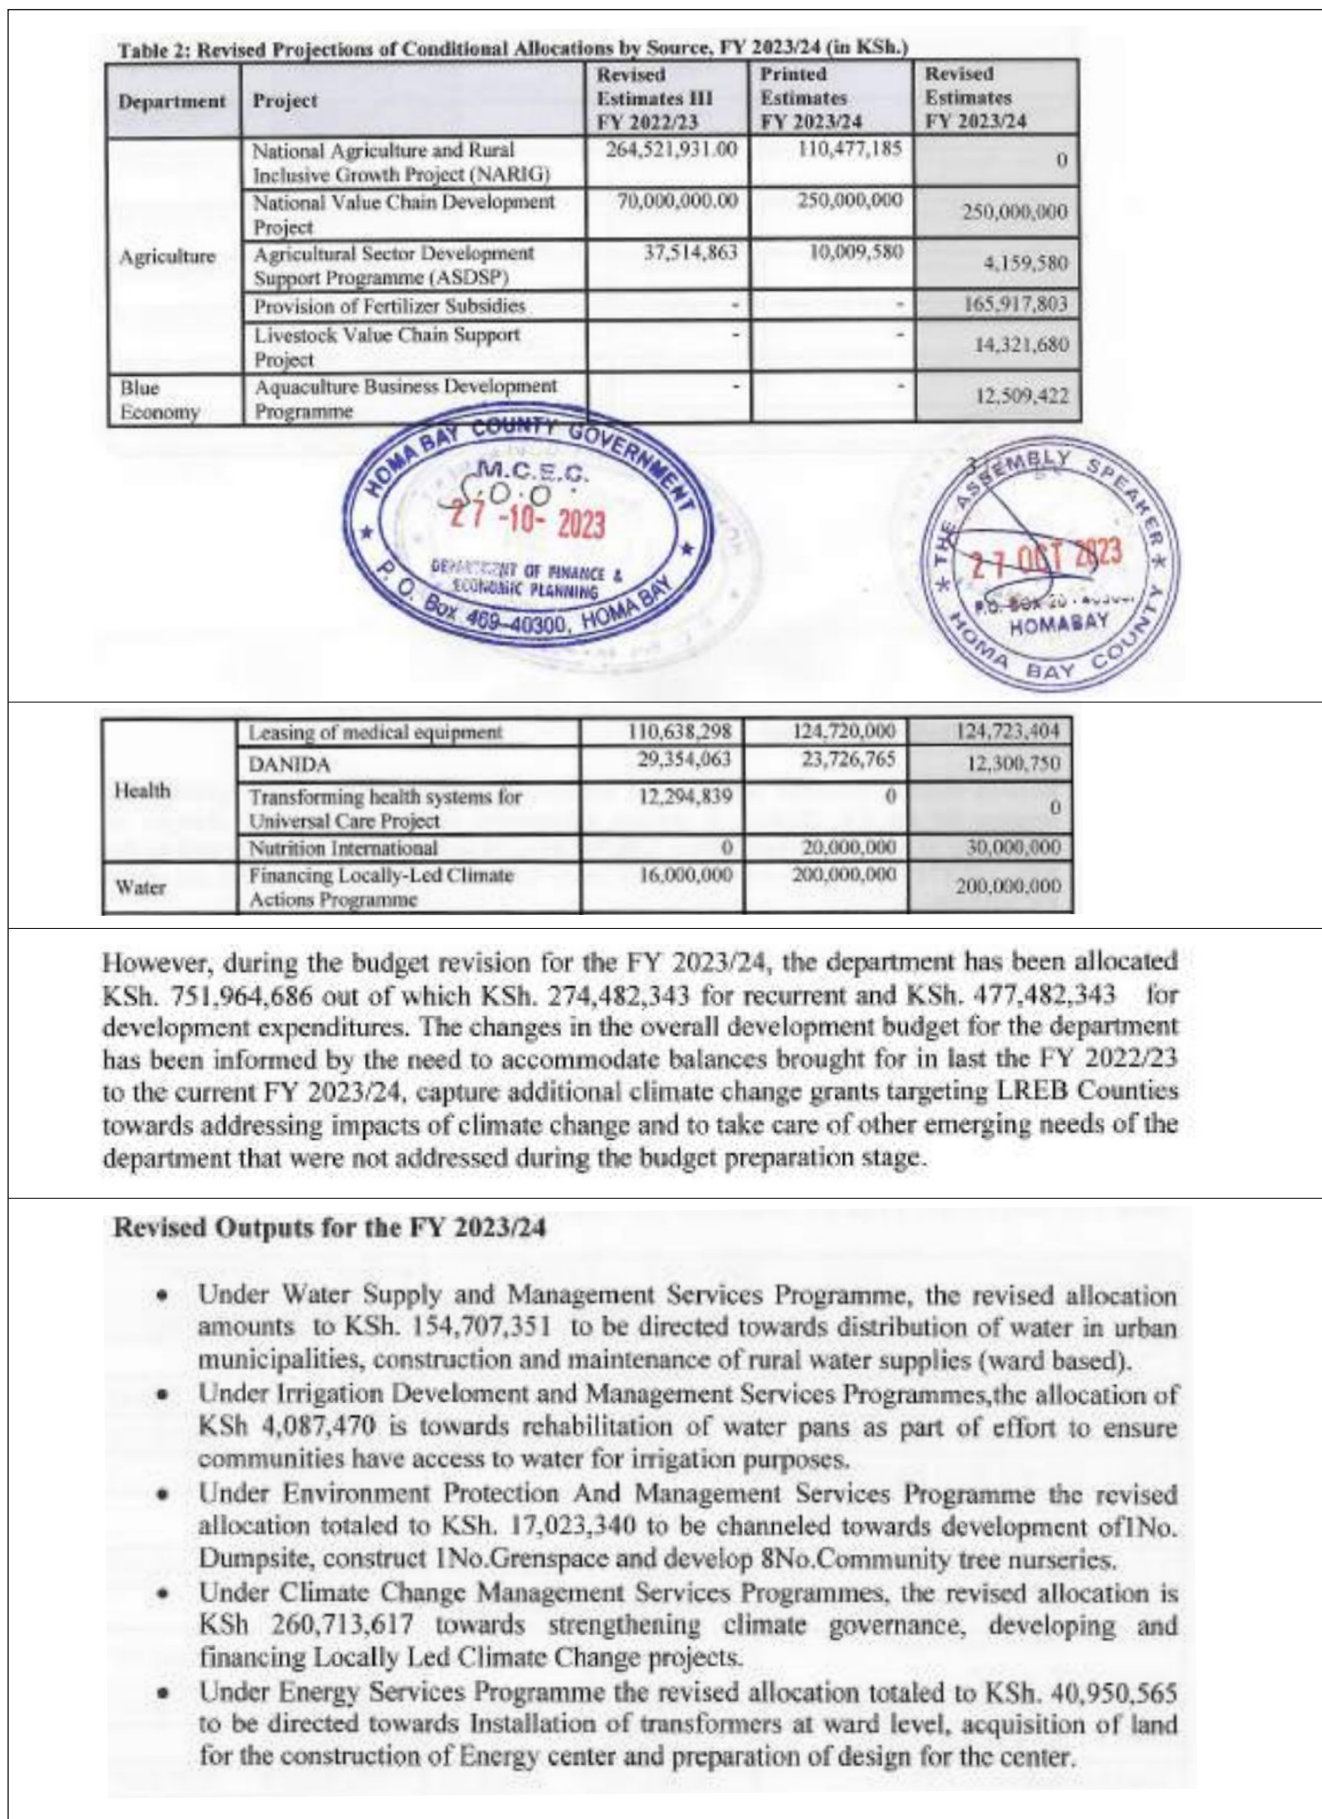 Table 2: Revised Projections of Conditional Allocations by Source, FY 2023/24 (in KSh.)
Department Project Revised Estimates III FY 2022/23 Printed Estimates FY 2023/24 Revised Estimates FY 2023/24
Agriculture
National Agriculture and Rural Inclusive Growth Project (NARIG) 264,521,931.00 110,477,185 0
National Value Chain Development Project 70,000,000.00 250,000,000 250,000,000
Agricultural Sector Development Support Programme (ASDSP) 37,514,863 10,009,580 4,159,580
Provision of Fertilizer Subsidies - - 165,917,803
Livestock Value Chain Support Project - - 14,321,680
Blue Economy Aquaculture Business Development Programme - - 12,509,422
HOMA BAY COUNTY GOVERNMENT
M.C.E.C.
27 -10- 2023
DEPARTMENT OF FINANCE &
ECONOMIC PLANNING
P. O. Box 469-40300, HOMA BAY
3
THE ASSEMBLY SPEAKER
27 OCT 2023
P.O. BOX 20 - 40300,
HOMABAY
HOMA BAY COUNTY
Health
Leasing of medical equipment 110,638,298 124,720,000 124,723,404
DANIDA 29,354,063 23,726,765 12,300,750
Transforming health systems for Universal Care Project 12,294,839 0 0
Nutrition International 0 20,000,000 30,000,000
Water Financing Locally-Led Climate Actions Programme 16,000,000 200,000,000 200,000,000
However, during the budget revision for the FY 2023/24, the department has been allocated
KSh. 751,964,686 out of which KSh. 274,482,343 for recurrent and KSh. 477,482,343 for
development expenditures. The changes in the overall development budget for the department
has been informed by the need to accommodate balances brought for in last the FY 2022/23
to the current FY 2023/24, capture additional climate change grants targeting LREB Counties
towards addressing impacts of climate change and to take care of other emerging needs of the
department that were not addressed during the budget preparation stage.
Revised Outputs for the FY 2023/24
• Under Water Supply and Management Services Programme, the revised allocation
amounts to KSh. 154,707,351 to be directed towards distribution of water in urban
municipalities, construction and maintenance of rural water supplies (ward based).
• Under Irrigation Develoment and Management Services Programmes,the allocation of
KSh 4,087,470 is towards rehabilitation of water pans as part of effort to ensure
communities have access to water for irrigation purposes.
• Under Environment Protection And Management Services Programme the revised
allocation totaled to KSh. 17,023,340 to be channeled towards development of1No.
Dumpsite, construct 1No.Grenspace and develop 8No.Community tree nurseries.
• Under Climate Change Management Services Programmes, the revised allocation is
KSh 260,713,617 towards strengthening climate governance, developing and
financing Locally Led Climate Change projects.
• Under Energy Services Programme the revised allocation totaled to KSh. 40,950,565
to be directed towards Installation of transformers at ward level, acquisition of land
for the construction of Energy center and preparation of design for the center.